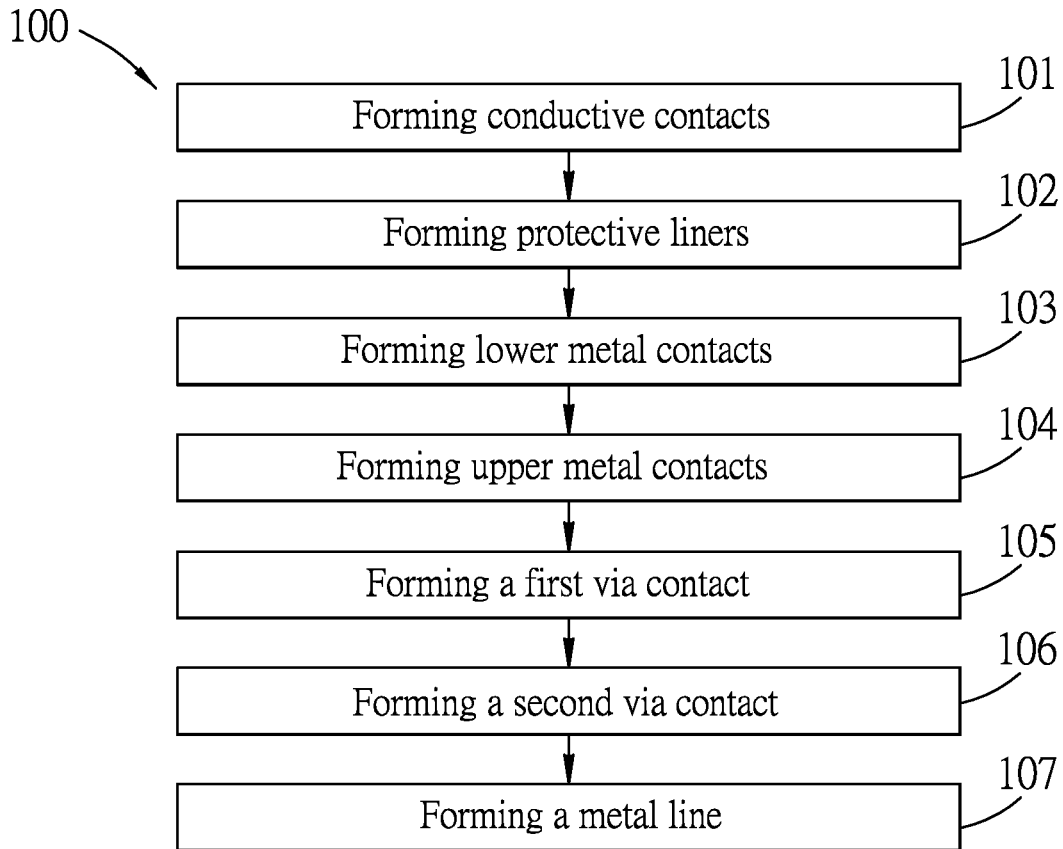 100
101
Forming conductive contacts
102
Forming protective liners
103
Forming lower metal contacts
104
Forming upper metal contacts
105
Forming a first via contact
106
Forming a second via contact
107
Forming a metal line